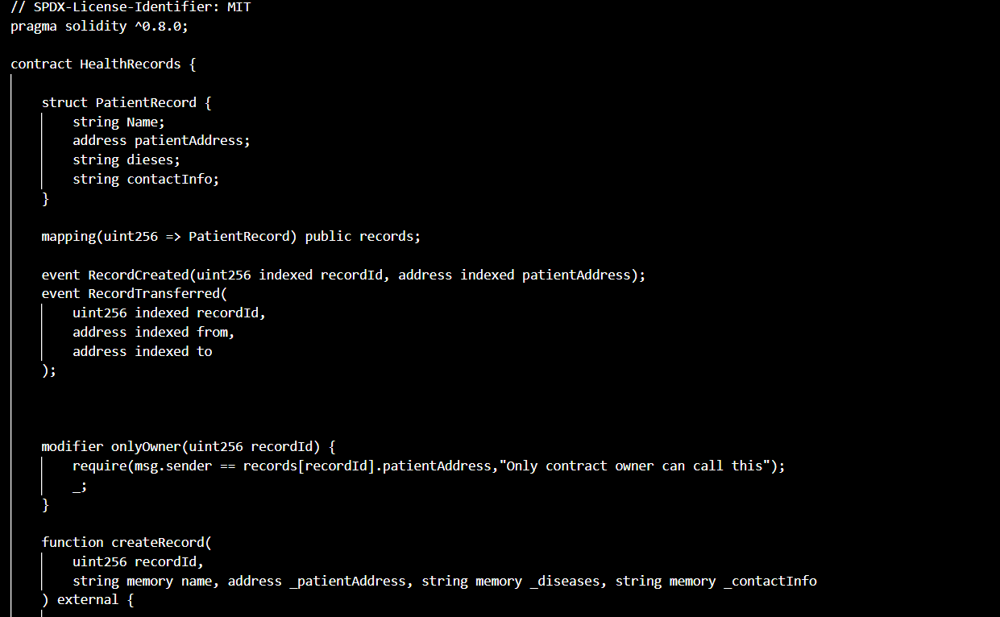 // SPDX-License-Identifier: MIT
pragma solidity ^0.8.0;
contract HealthRecords {
struct PatientRecord {
string Name;
address patientAddress;
string dieses;
string contactInfo;
}
mapping(uint256 => PatientRecord) public records;
event RecordCreated(uint256 indexed recordId, address indexed patientAddress);
event RecordTransferred(
uint256 indexed recordId,
address indexed from,
address indexed to
);
modifier onlyOwner(uint256 recordId) {
require(msg.sender == records[recordId].patientAddress,"Only contract owner can call this");
_;
}
function createRecord(
uint256 recordId,
string memory name, address _patientAddress, string memory _diseases, string memory _contactInfo
) external {